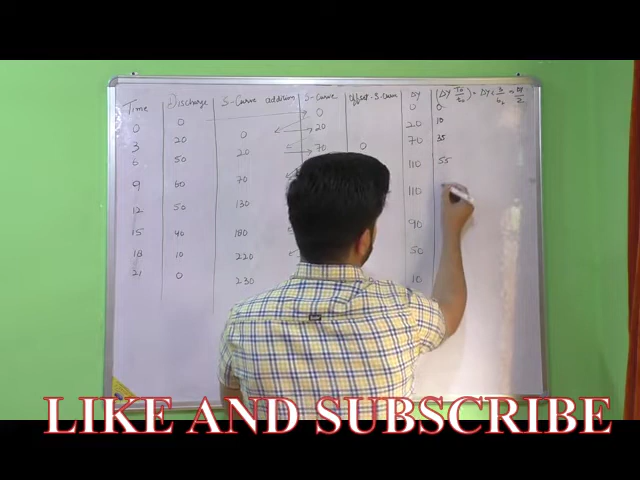 Time Discharge S-Curve addition S-Curve offset-S-Curve ΔY
0 0 0 0 0
3 20 0 20 20 10
6 50 20 70 0 70 35
9 60 70 110 55
12 50 130 110
15 40 180 90
18 10 220 50
21 0 230 10
LIKE AND SUBSCRIBE